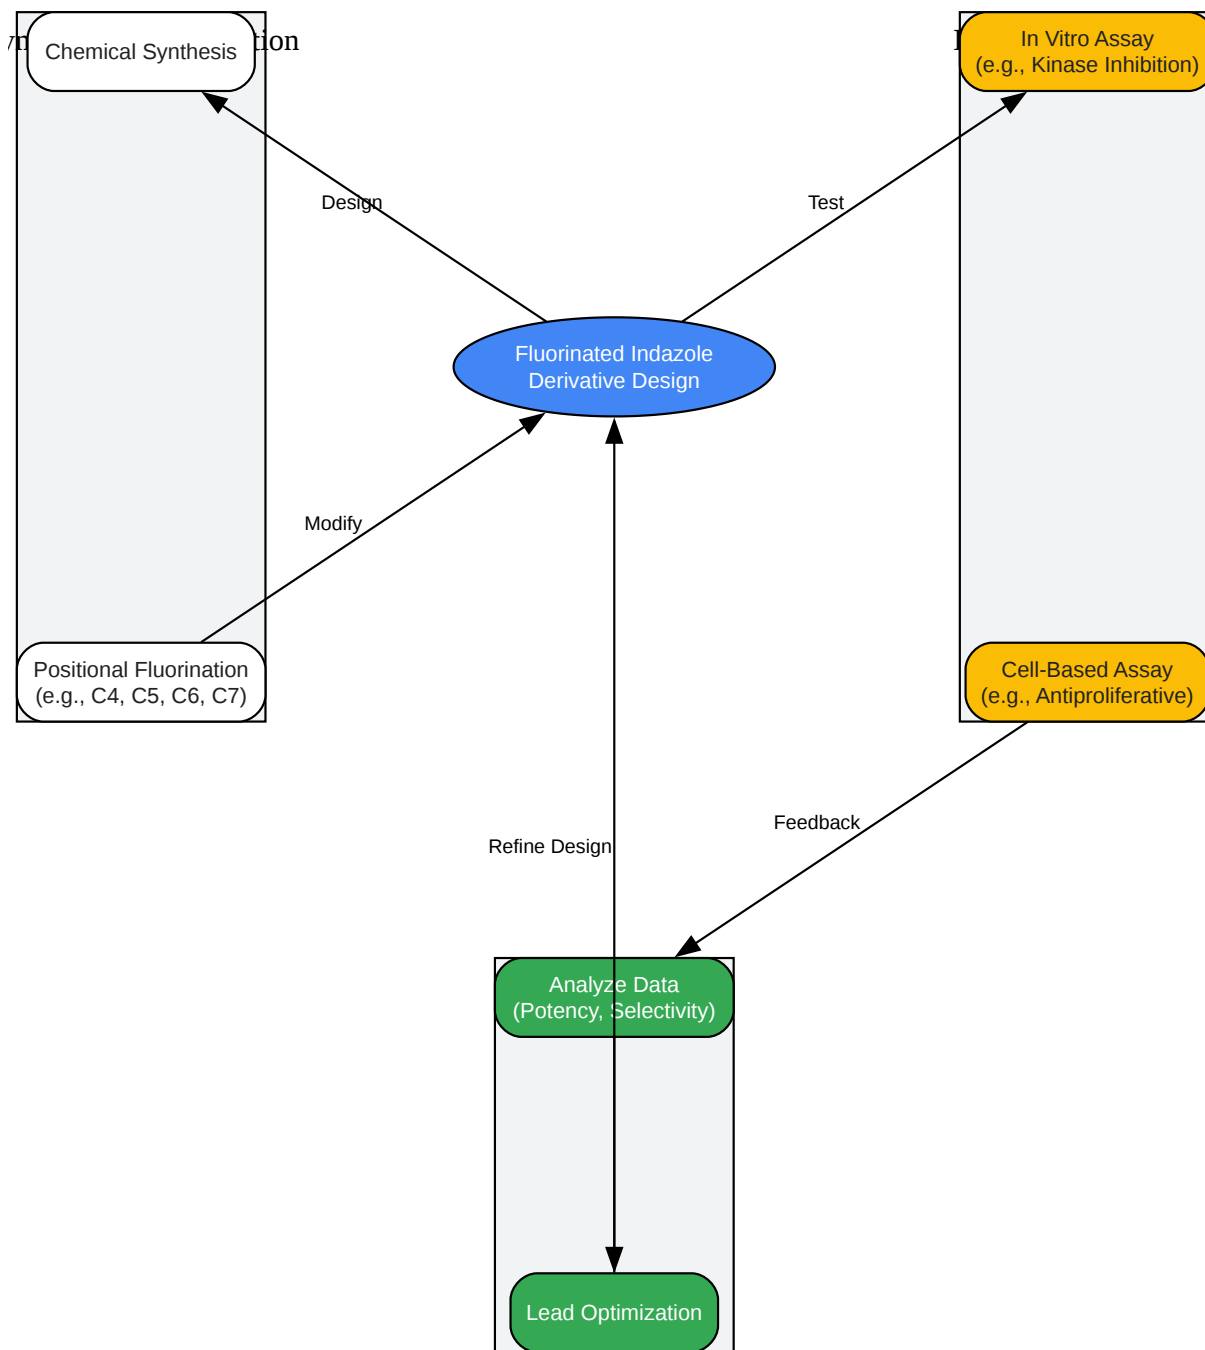 Chemical Synthesis
In Vitro Assay
(e.g., Kinase Inhibition)
Design
Test
Fluorinated Indazole
Derivative Design
Modify
Positional Fluorination
(e.g., C4, C5, C6, C7)
Cell-Based Assay
(e.g., Antiproliferative)
Feedback
Refine Design
Analyze Data
(Potency, Selectivity)
Lead Optimization